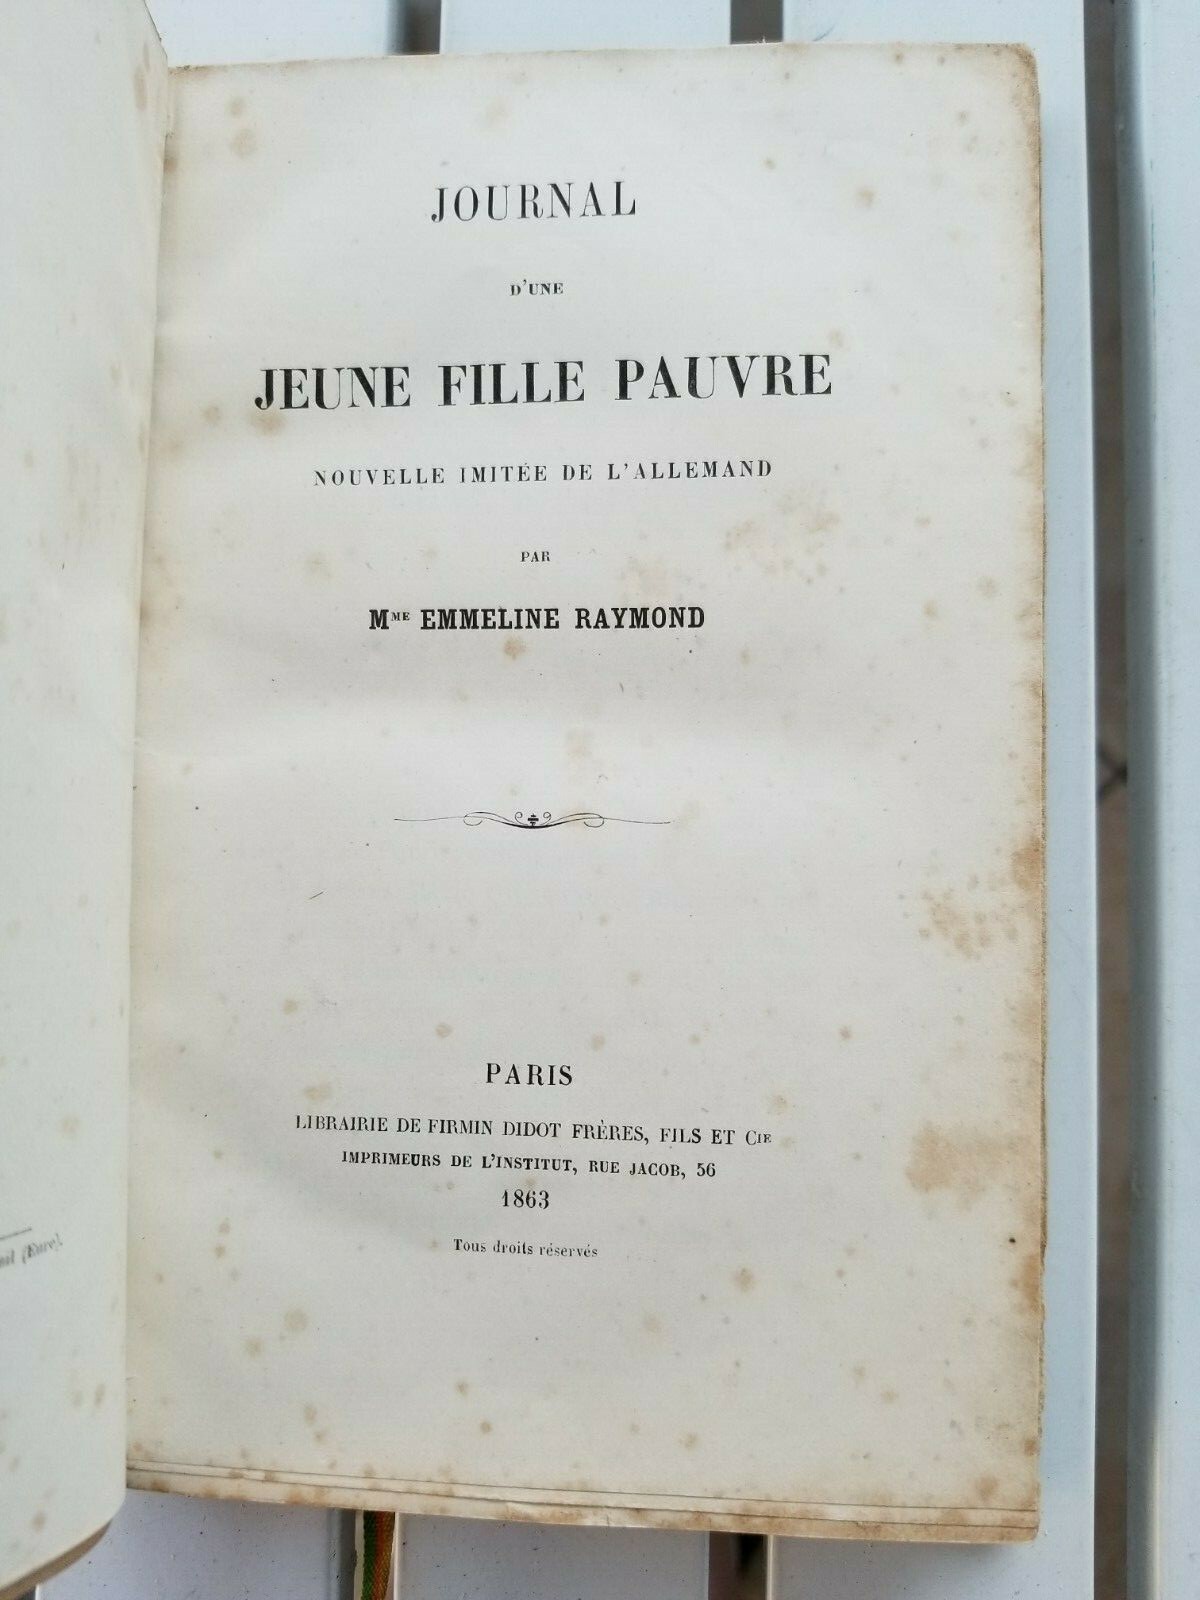 JOURNAL
D'UNE
JEUNE FILLE PAUVRE
NOUVELLE IMITÉE DE L'ALLEMAND
PAR
MME EMMELINE RAYMOND
PARIS
LIBRAIRIE DE FIRMIN DIDOT FRÈRES, FILS ET CIE
IMPRIMEURS DE L'INSTITUT, RUE JACOB, 56
1863
Tous droits réservés
(Eure).